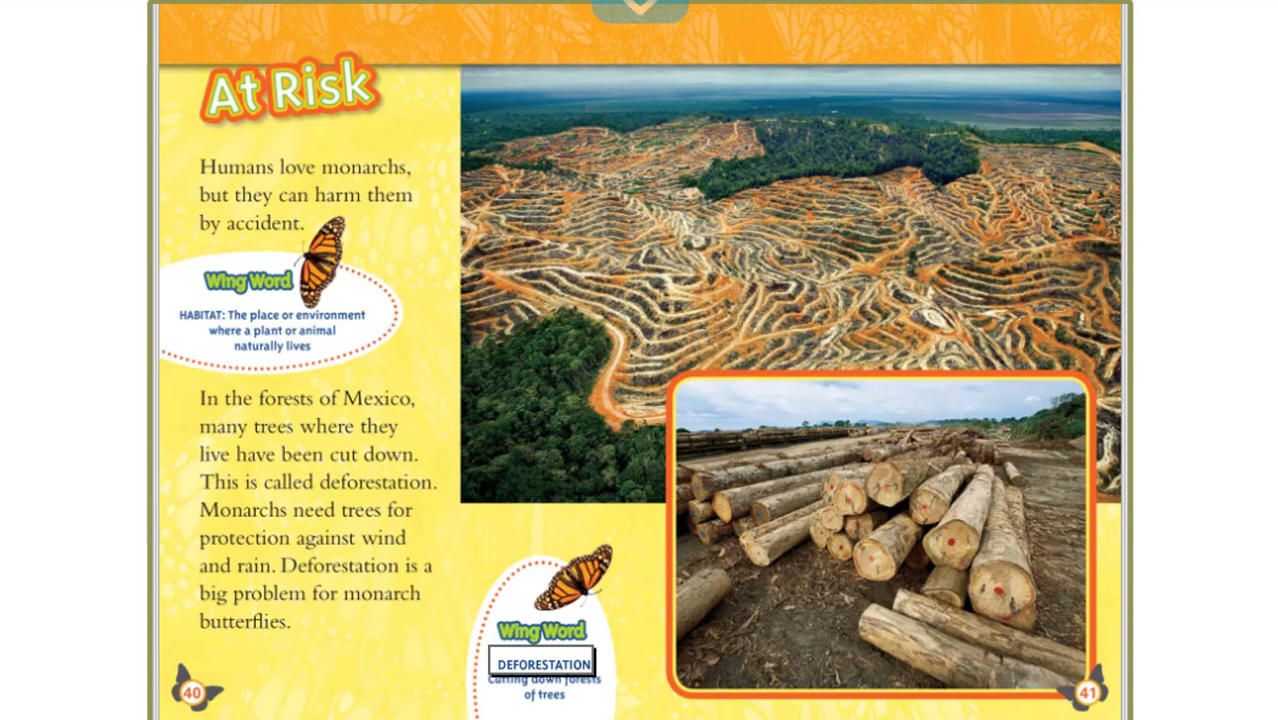 At Risk
Humans love monarchs,
but they can harm them
by accident.
Wing Word
HABITAT: The place or environment
where a plant or animal
naturally lives
In the forests of Mexico,
many trees where they
live have been cut down.
This is called deforestation.
Monarchs need trees for
protection against wind
and rain. Deforestation is a
big problem for monarch
butterflies.
Wing Word
DEFORESTATION
Cutting down forests
of trees
40
41